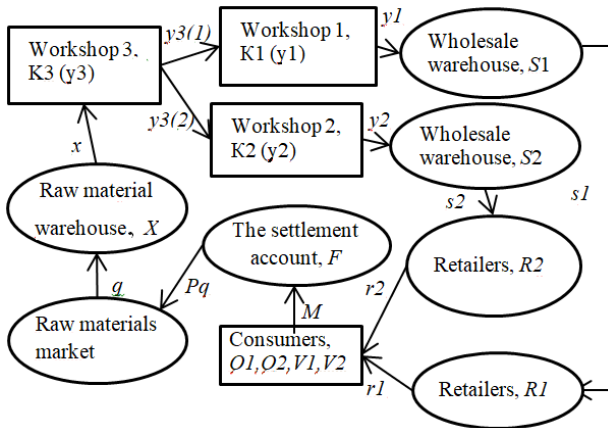 Workshop 3,
K3 (y3)
y3(1)
Workshop 1,
K1 (y1)
y1
Wholesale
warehouse, S1
y3(2)
Workshop 2,
K2 (y2)
y2
Wholesale
warehouse, S2
x
s2
s1
Raw material
warehouse, X
The settlement
account, F
Retailers, R2
q
Pq
r2
M
Raw materials
market
Consumers,
O1,O2,V1,V2
r1
Retailers, R1